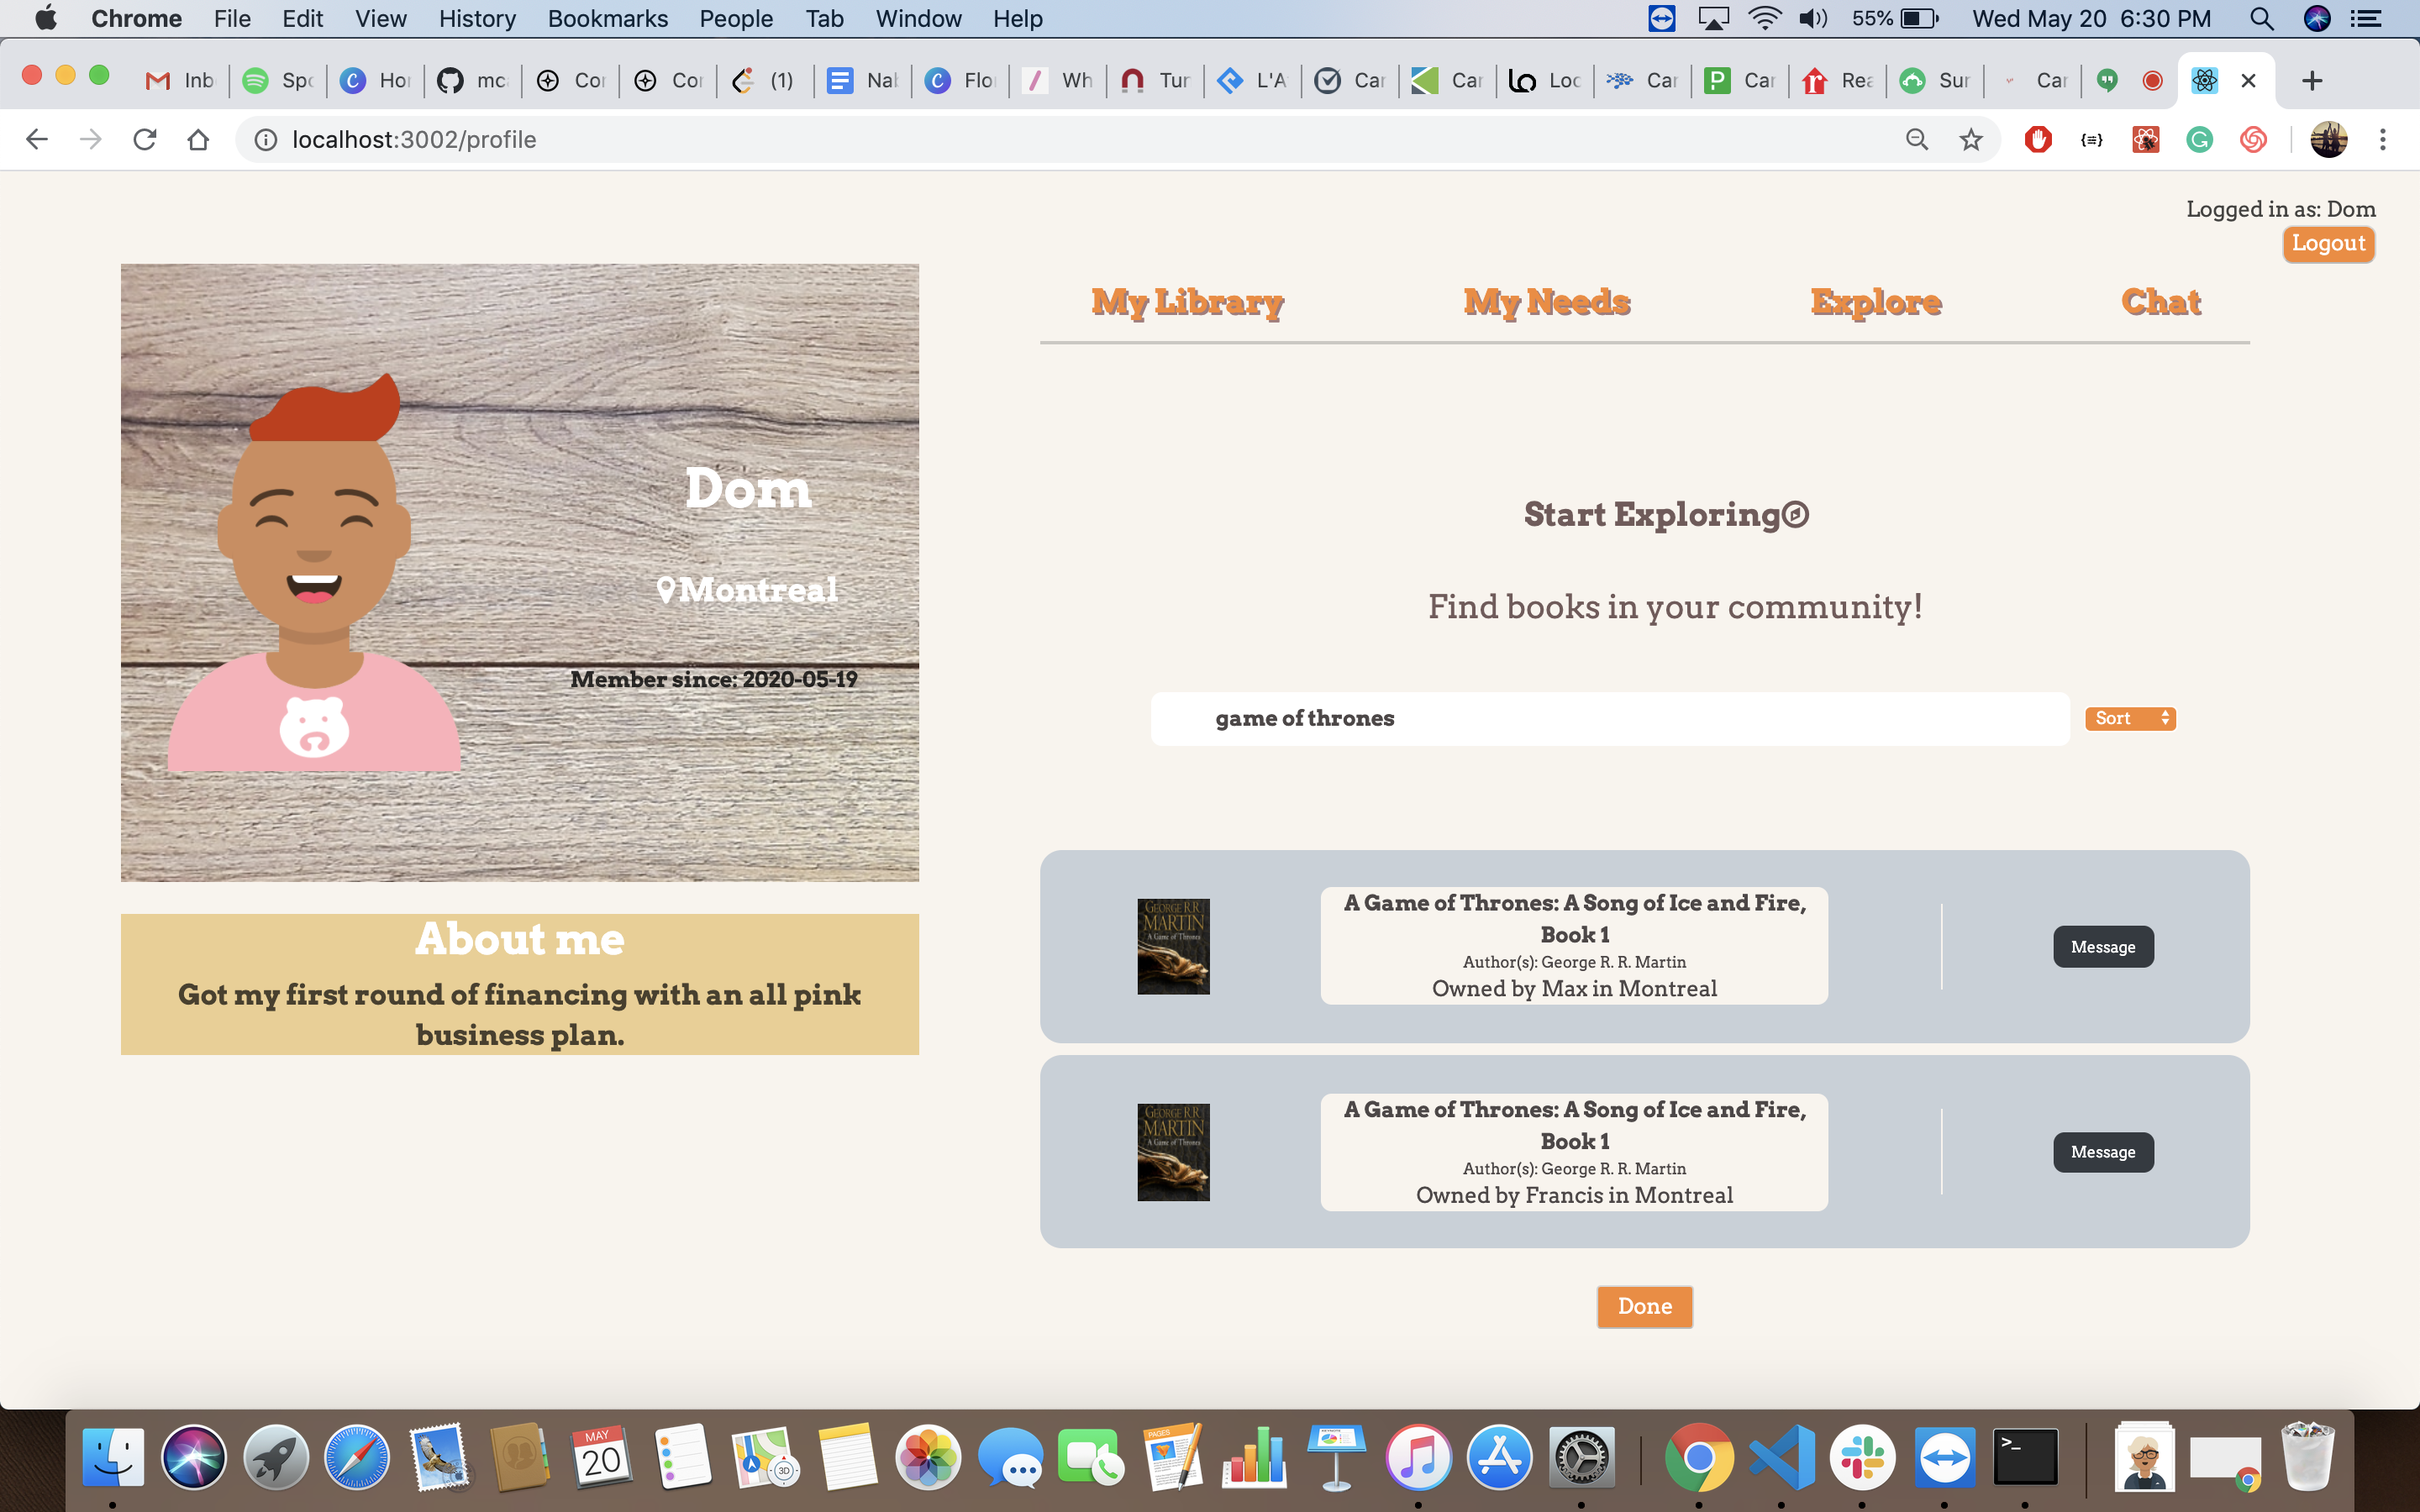 Chrome File Edit View History Bookmarks People Tab Window Help 55% Wed May 20 6:30 PM
Inb Spo Hor mc Cor Cor (1) Nab Flo Wh Tur L'A Car Car Loc Car Car Rea Sur Car
localhost:3002/profile
Logged in as: Dom
Logout
My Library My Needs Explore Chat
Dom
Montreal
Member since: 2020-05-19
About me
Got my first round of financing with an all pink
business plan.
Start Exploring
Find books in your community!
game of thrones Sort
GEORGE R.R.
MARTIN
A Game of Thrones
A Game of Thrones: A Song of Ice and Fire,
Book 1
Author(s): George R. R. Martin
Owned by Max in Montreal
Message
GEORGE R.R.
MARTIN
A Game of Thrones
A Game of Thrones: A Song of Ice and Fire,
Book 1
Author(s): George R. R. Martin
Owned by Francis in Montreal
Message
Done
MAY
20
3D
PAGES